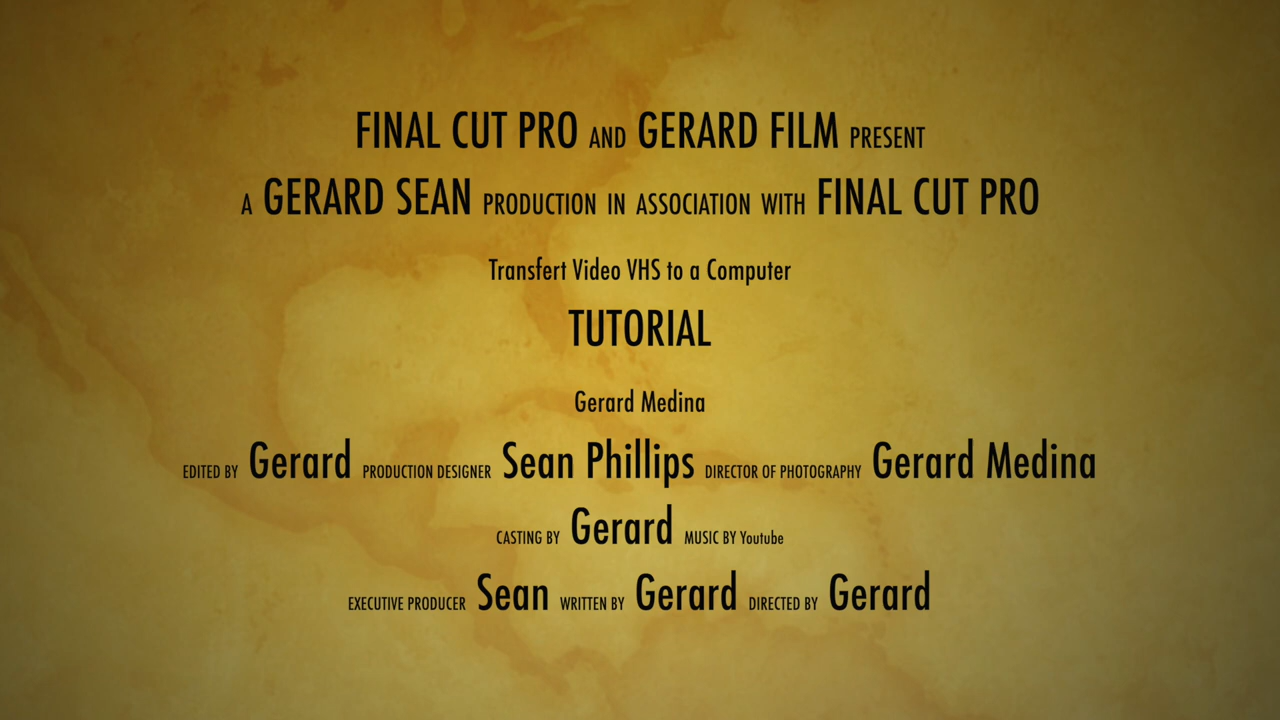 FINAL CUT PRO AND GERARD FILM PRESENT
A GERARD SEAN PRODUCTION IN ASSOCIATION WITH FINAL CUT PRO
Transfert Video VHS to a Computer
TUTORIAL
Gerard Medina
EDITED BY Gerard PRODUCTION DESIGNER Sean Phillips DIRECTOR OF PHOTOGRAPHY Gerard Medina
CASTING BY Gerard MUSIC BY Youtube
EXECUTIVE PRODUCER Sean WRITTEN BY Gerard DIRECTED BY Gerard